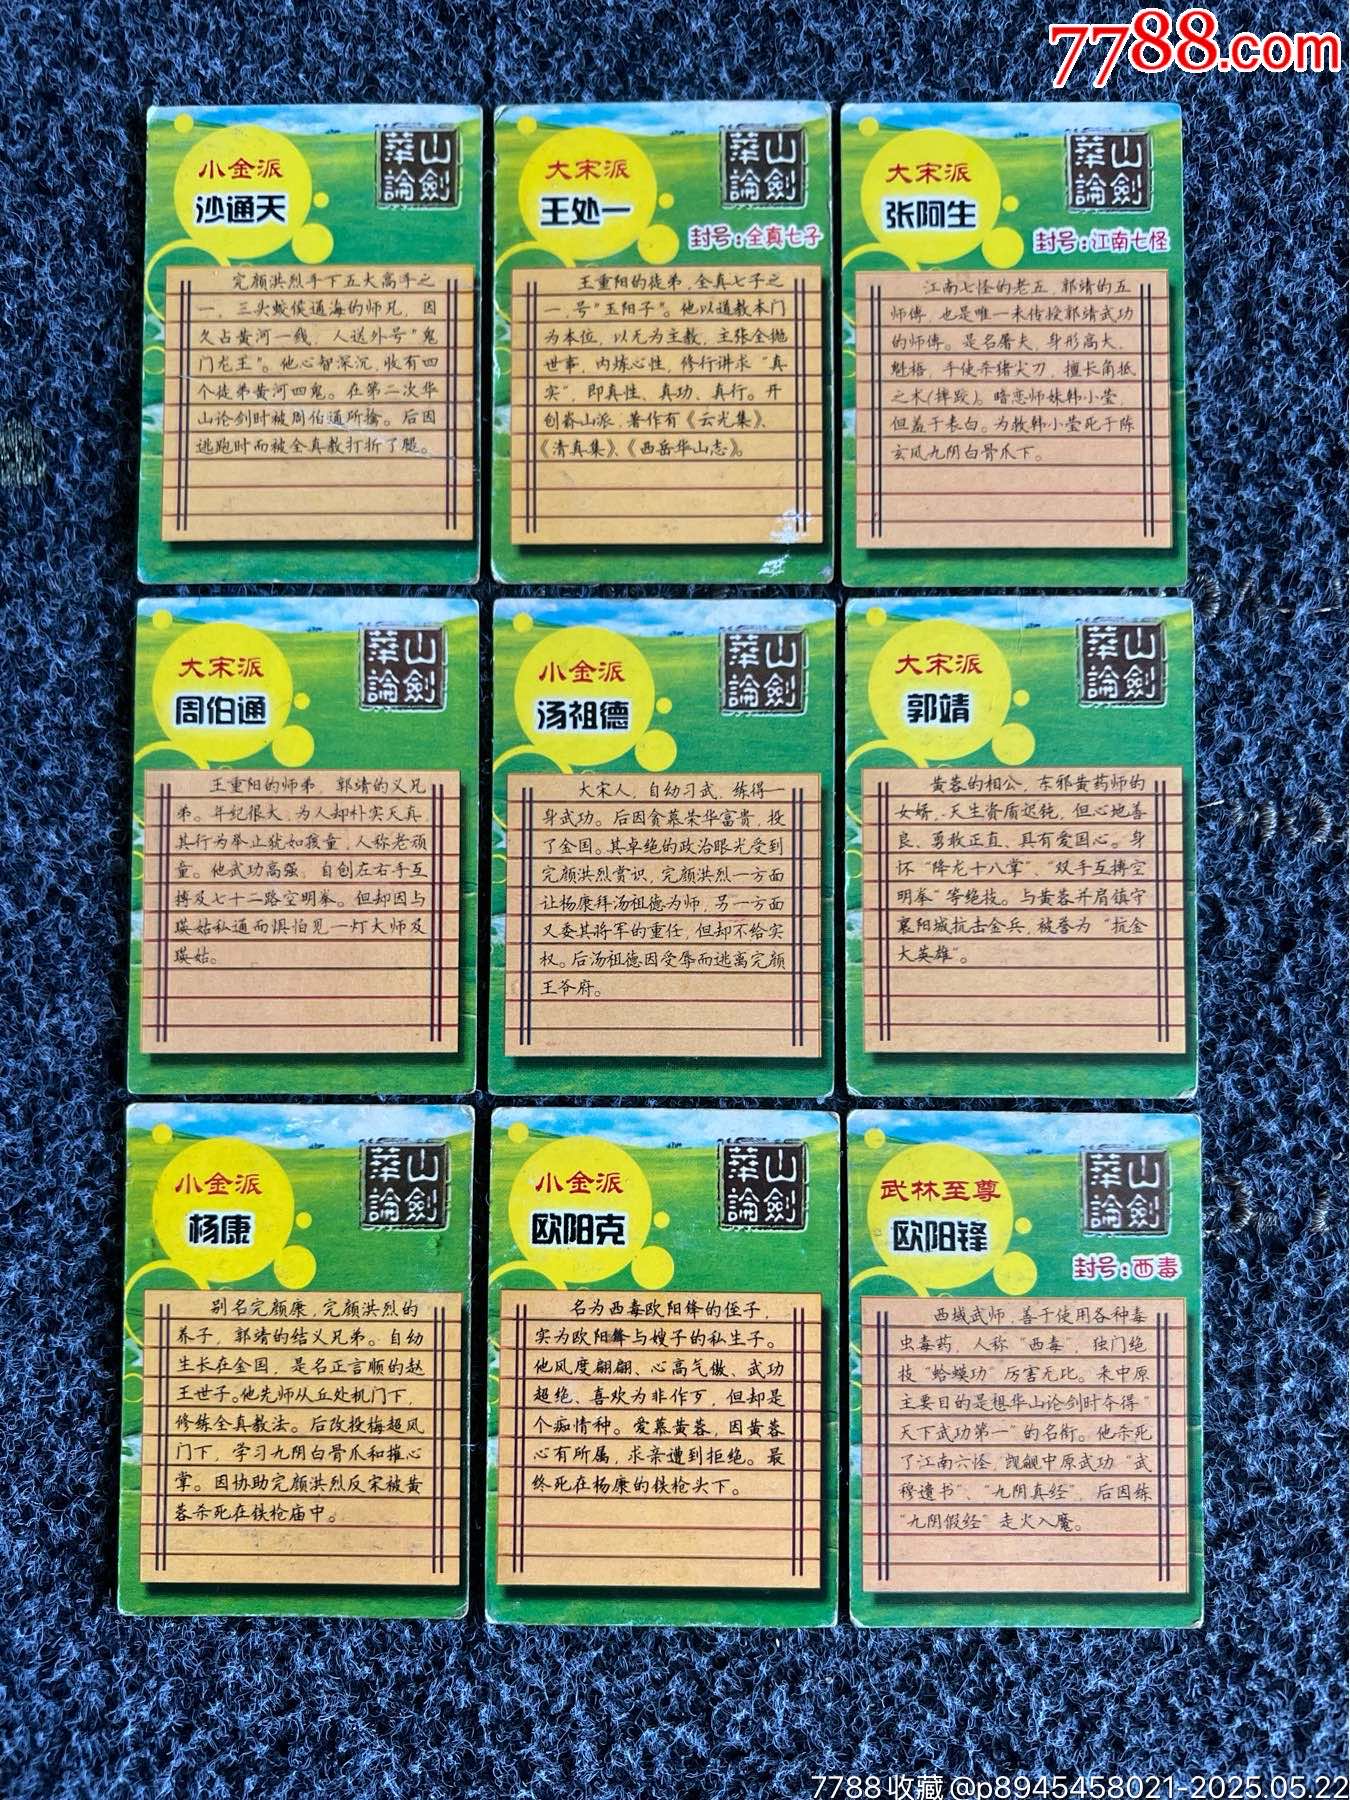 7788.com
小金派
沙通天
華山論劍
完颜洪烈手下五大高手之
一，三头蛟侯通海的师兄，因
久占黄河一线，人送外号“鬼
门龙王”。他心智深沉，收有四
个徒弟黄河四鬼。在第二次华
山论剑时被周伯通所擒。后因
逃跑时而被全真教打折了腿。
大宋派
王处一
華山論劍
封号：全真七子
王重阳的徒弟，全真七子之
一，号“玉阳子”。他以道教本门
为本位，以无为主教，主张全抛
世事，内炼心性，修行讲求“真
实”，即真性、真功、真行。开
创嵛山派，著作有《云光集》、
《清真集》、《西岳华山志》。
大宋派
张阿生
華山論劍
封号：江南七怪
江南七怪的老五，郭靖的五
师傅，也是唯一未传授郭靖武功
的师傅。是名屠夫，身形高大，
魁梧，手使杀猪尖刀，擅长角抵
之术(摔跤)。暗恋师妹韩小莹，
但羞于表白。为救韩小莹死于陈
玄风九阴白骨爪下。
大宋派
周伯通
華山論劍
王重阳的师弟，郭靖的义兄
弟。年纪很大，为人却朴实天真，
其行为举止犹如孩童，人称老顽
童。他武功高强，自创左右手互
搏及七十二路空明拳。但却因与
瑛姑私通而惧怕见一灯大师及
瑛姑。
小金派
汤祖德
華山論劍
大宋人，自幼习武，练得一
身武功。后因贪慕荣华富贵，投
了金国。其卓绝的政治眼光受到
完颜洪烈赏识，完颜洪烈一方面
让杨康拜汤祖德为师，另一方面
又委其将军的重任，但却不给实
权。后汤祖德因受辱而逃离完颜
王爷府。
大宋派
郭靖
華山論劍
黄蓉的相公，东邪黄药师的
女婿，天生资质迟钝，但心地善
良、勇敢正直、具有爱国心。身
怀“降龙十八掌”、“双手互搏空
明拳”等绝技。与黄蓉并肩镇守
襄阳城抗击金兵，被誉为“抗金
大英雄”。
小金派
杨康
華山論劍
别名完颜康，完颜洪烈的
养子，郭靖的结义兄弟。自幼
生长在金国，是名正言顺的赵
王世子。他先师从丘处机门下，
修练全真教法。后改投梅超风
门下，学习九阴白骨爪和摧心
掌。因协助完颜洪烈反宋被黄
蓉杀死在铁枪庙中。
小金派
欧阳克
華山論劍
名为西毒欧阳锋的侄子，
实为欧阳锋与嫂子的私生子。
他风度翩翩、心高气傲、武功
超绝、喜欢为非作歹，但却是
个痴情种。爱慕黄蓉，因黄蓉
心有所属，求亲遭到拒绝。最
终死在杨康的铁枪头下。
武林至尊
欧阳锋
華山論劍
封号：西毒
西域武师，善于使用各种毒
虫毒药，人称“西毒”，独门绝
技“蛤蟆功”厉害无比。来中原
主要目的是想华山论剑时夺得“
天下武功第一”的名衔。他杀死
了江南六怪，觊觎中原武功“武
穆遗书”、“九阴真经”，后因练
“九阴假经”走火入魔。
7788收藏@p8945458021-2025.05.22